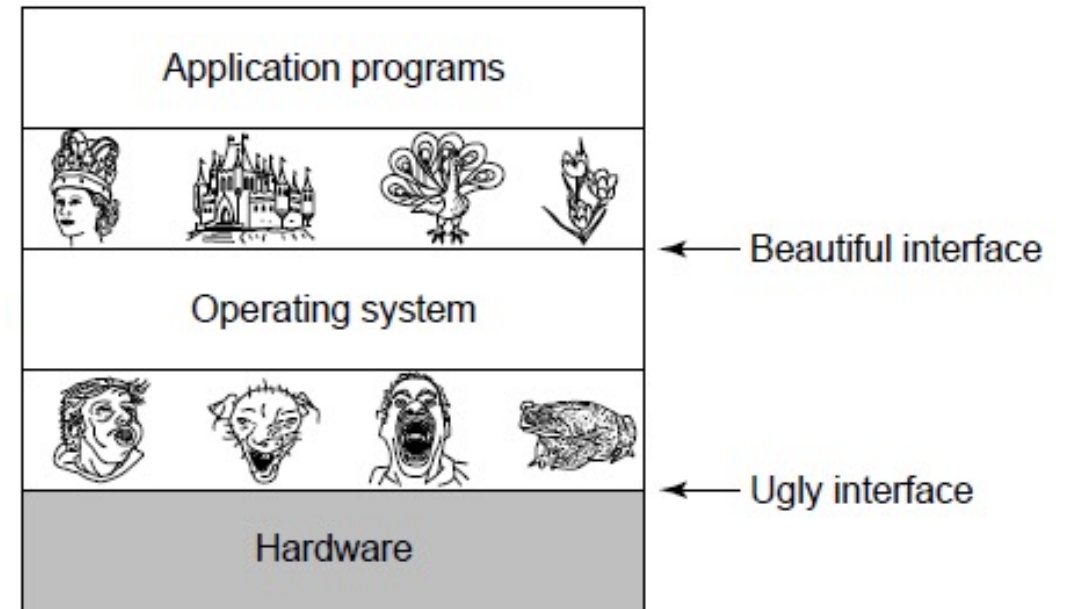 Application programs
Beautiful interface
Operating system
Ugly interface
Hardware